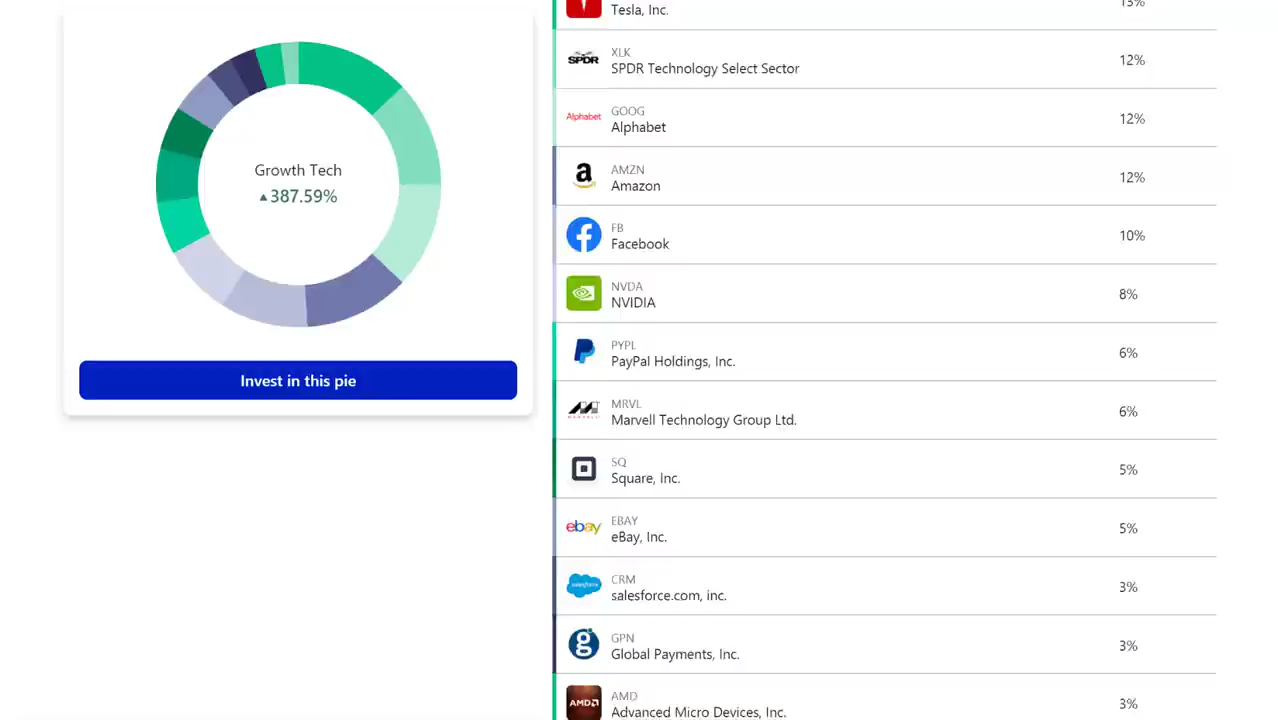 Growth Tech
▲387.59%
Invest in this pie
Tesla, Inc.
13%
SPDR
XLK
SPDR Technology Select Sector
12%
Alphabet
GOOG
Alphabet
12%
a
AMZN
Amazon
12%
f
FB
Facebook
10%
NVDA
NVIDIA
8%
P
PYPL
PayPal Holdings, Inc.
6%
MARVELL
MRVL
Marvell Technology Group Ltd.
6%
SQ
Square, Inc.
5%
ebay
EBAY
eBay, Inc.
5%
salesforce
CRM
salesforce.com, inc.
3%
g
GPN
Global Payments, Inc.
3%
AMD
AMD
Advanced Micro Devices, Inc.
3%